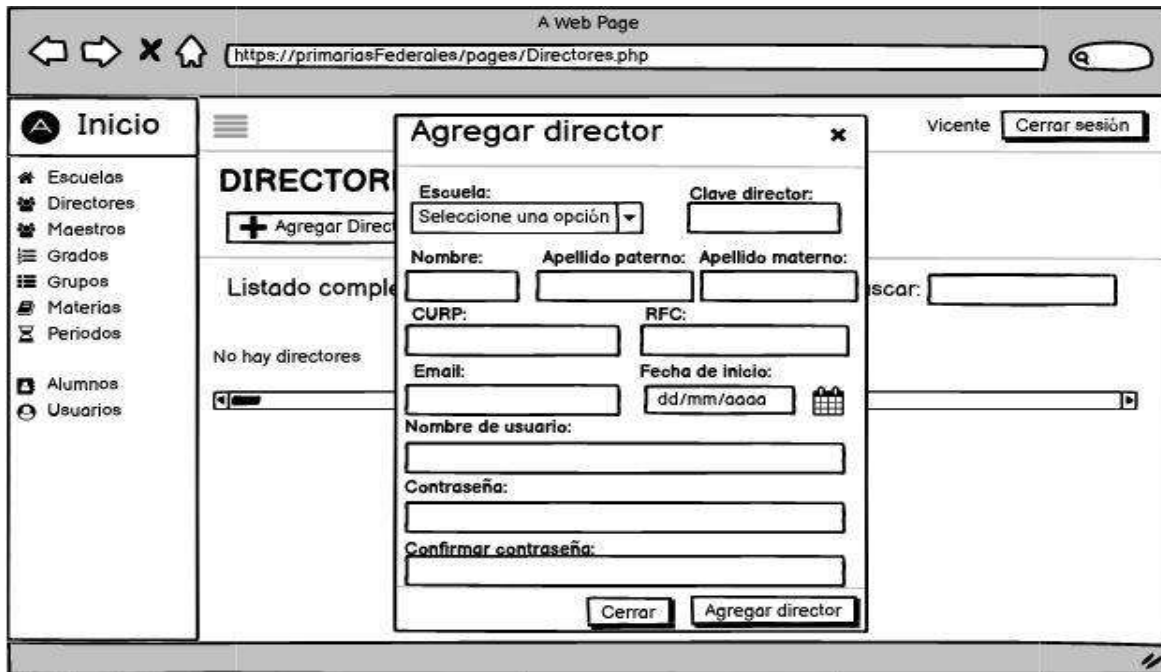 A Web Page
https://primariasFederales/pages/Directores.php
Inicio
Vicente Cerrar sesión
Escuelas
Directores
Maestros
Grados
Grupos
Materias
Periodos
Alumnos
Usuarios
DIRECTOR
Agregar Direct
Listado comple
scar:
No hay directores
Agregar director
Escuela: Clave director:
Seleccione una opción
Nombre: Apellido paterno: Apellido materno:
CURP: RFC:
Email: Fecha de inicio:
dd/mm/aaaa
Nombre de usuario:
Contraseña:
Confirmar contraseña:
Cerrar Agregar director